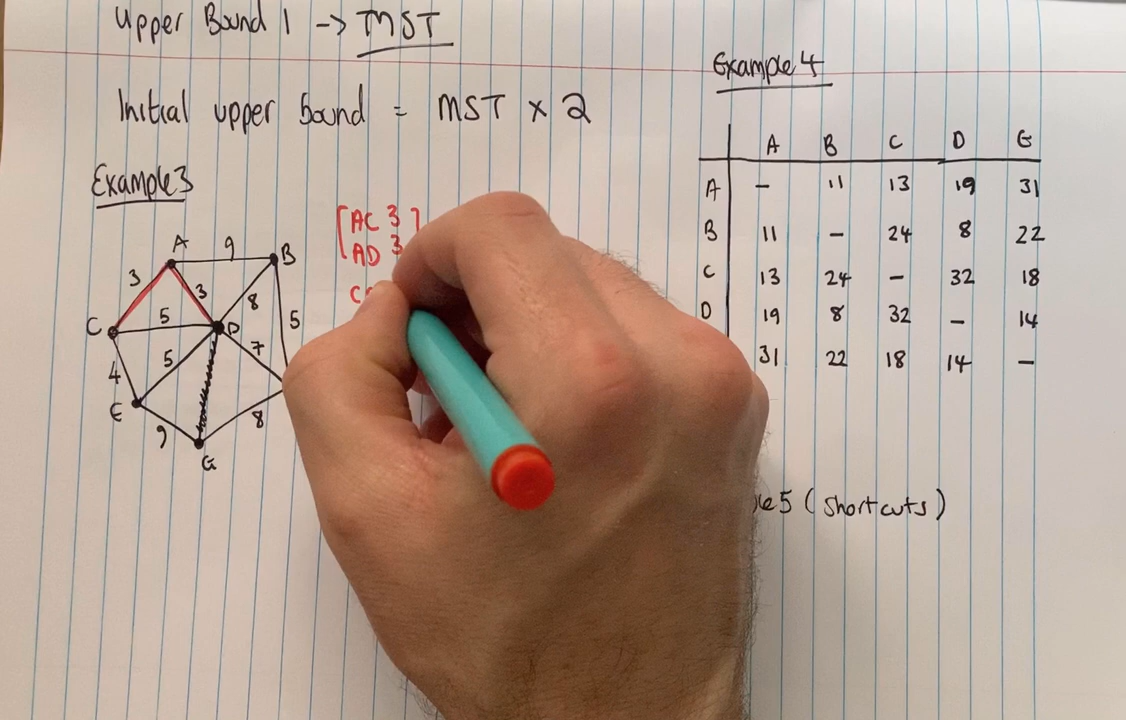 Upper Bound 1 -> MST
Initial upper bound = MST x 2
Example 3
A 9 B
3 3 8
C 5 D 5
4 5 7
E
9 8
G
AC 3
AD 3
Example 4
A B C D E
A - 11 13 19 31
B 11 - 24 8 22
C 13 24 - 32 18
D 19 8 32 - 14
31 22 18 14 -
5 (shortcuts)